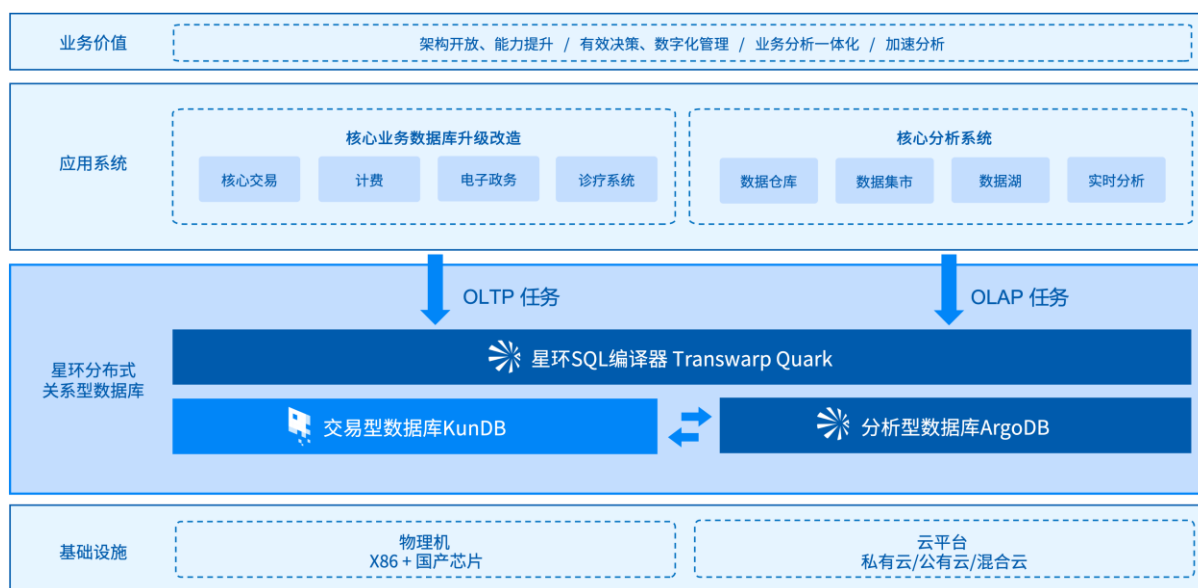 业务价值
架构开放、能力提升 / 有效决策、数字化管理 / 业务分析一体化 / 加速分析
应用系统
核心业务数据库升级改造
核心交易
计费
电子政务
诊疗系统
核心分析系统
数据仓库
数据集市
数据湖
实时分析
OLTP 任务
OLAP 任务
星环分布式
关系型数据库
星环SQL编译器 Transwarp Quark
交易型数据库KunDB
分析型数据库ArgoDB
基础设施
物理机
X86 + 国产芯片
云平台
私有云/公有云/混合云